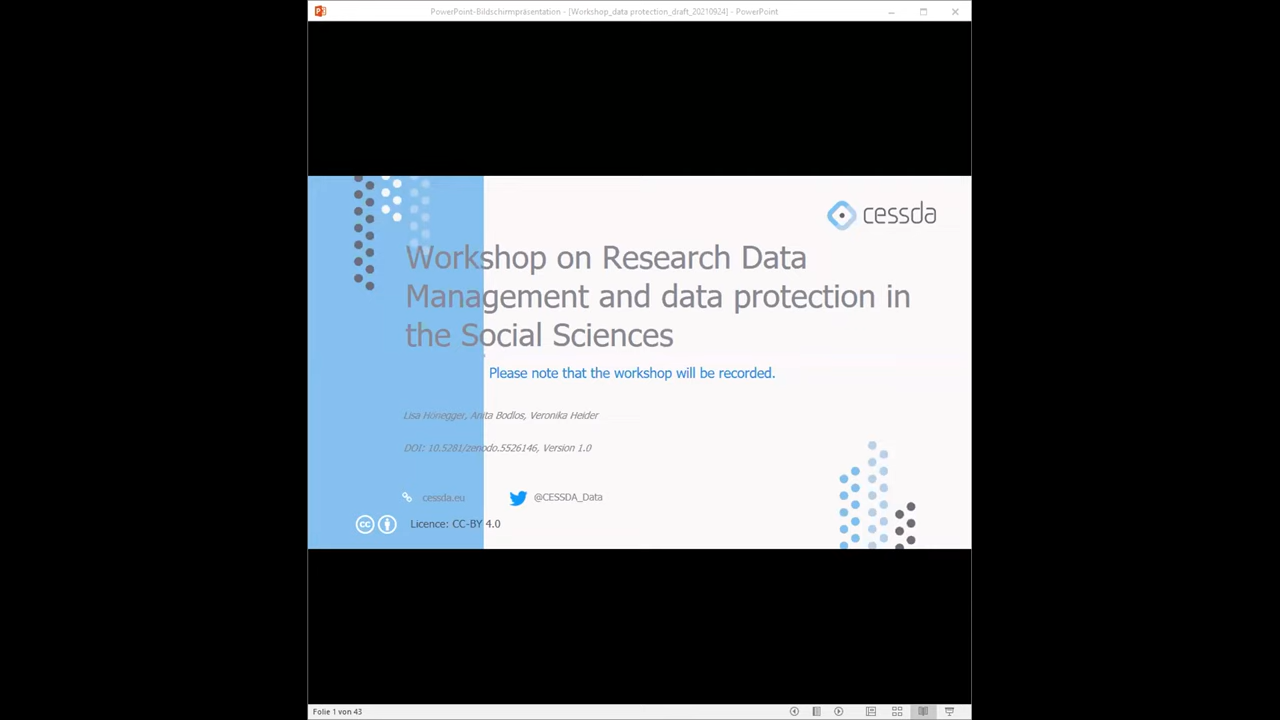 PowerPoint-Bildschirmpräsentation - [Workshop_data protection_draft_20210924] - PowerPoint
cessda
Workshop on Research Data
Management and data protection in
the Social Sciences
Please note that the workshop will be recorded.
Lisa Hönegger, Anita Bodlos, Veronika Heider
DOI: 10.5281/zenodo.5526146, Version 1.0
cessda.eu
@CESSDA_Data
cc
Licence: CC-BY 4.0
Folie 1 von 43